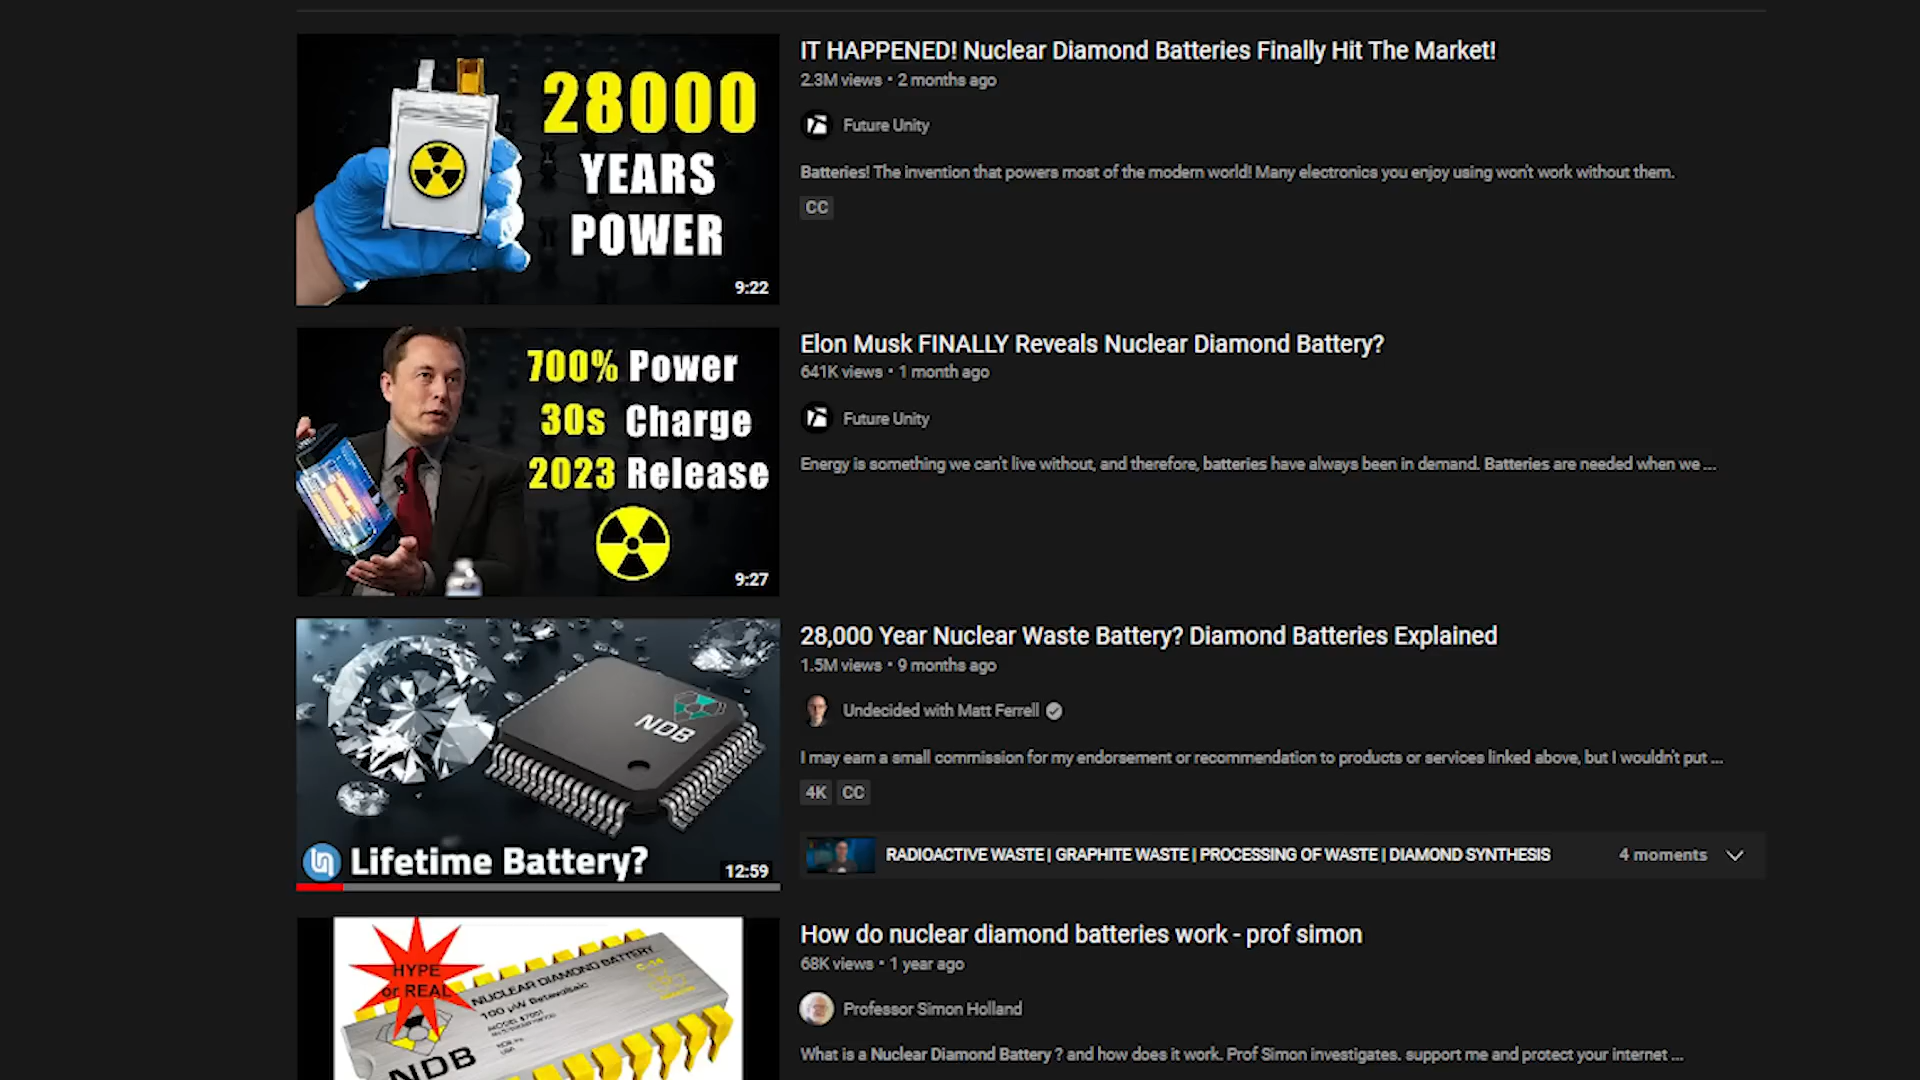 28000
YEARS
POWER
9:22
IT HAPPENED! Nuclear Diamond Batteries Finally Hit The Market!
2.3M views • 2 months ago
Future Unity
Batteries! The invention that powers most of the modern world! Many electronics you enjoy using won't work without them.
CC
700% Power
30s Charge
2023 Release
9:27
Elon Musk FINALLY Reveals Nuclear Diamond Battery?
641K views • 1 month ago
Future Unity
Energy is something we can't live without, and therefore, batteries have always been in demand. Batteries are needed when we ...
NDB
Lifetime Battery?
12:59
28,000 Year Nuclear Waste Battery? Diamond Batteries Explained
1.5M views • 9 months ago
Undecided with Matt Ferrell
I may earn a small commission for my endorsement or recommendation to products or services linked above, but I wouldn't put ...
4K CC
RADIOACTIVE WASTE | GRAPHITE WASTE | PROCESSING OF WASTE | DIAMOND SYNTHESIS 4 moments
HYPE
or REAL
NUCLEAR DIAMOND BATTERY
100 µW Betavoltaic
C-14
NDB
How do nuclear diamond batteries work - prof simon
68K views • 1 year ago
Professor Simon Holland
What is a Nuclear Diamond Battery ? and how does it work. Prof Simon investigates. support me and protect your internet ...